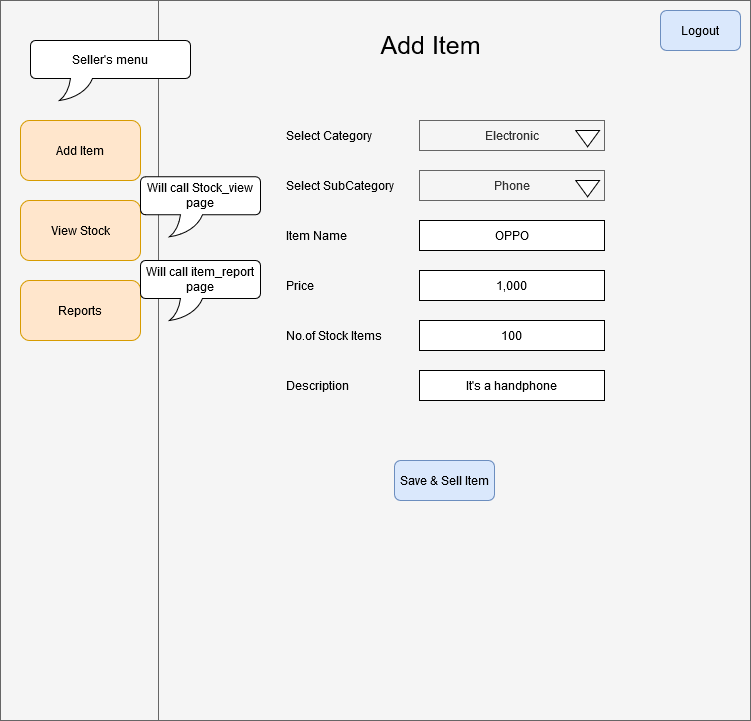 Logout
Add Item
Seller's menu
Add Item
Will call Stock_view
page
View Stock
Will call item_report
page
Reports
Select Category
Electronic
Select SubCategory
Phone
Item Name
OPPO
Price
1,000
No.of Stock Items
100
Description
It's a handphone
Save & Sell Item